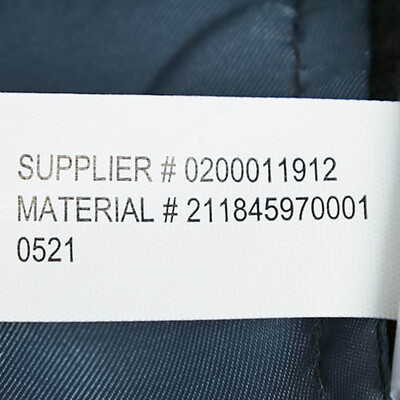 SUPPLIER # 0200011912
MATERIAL # 211845970001
0521